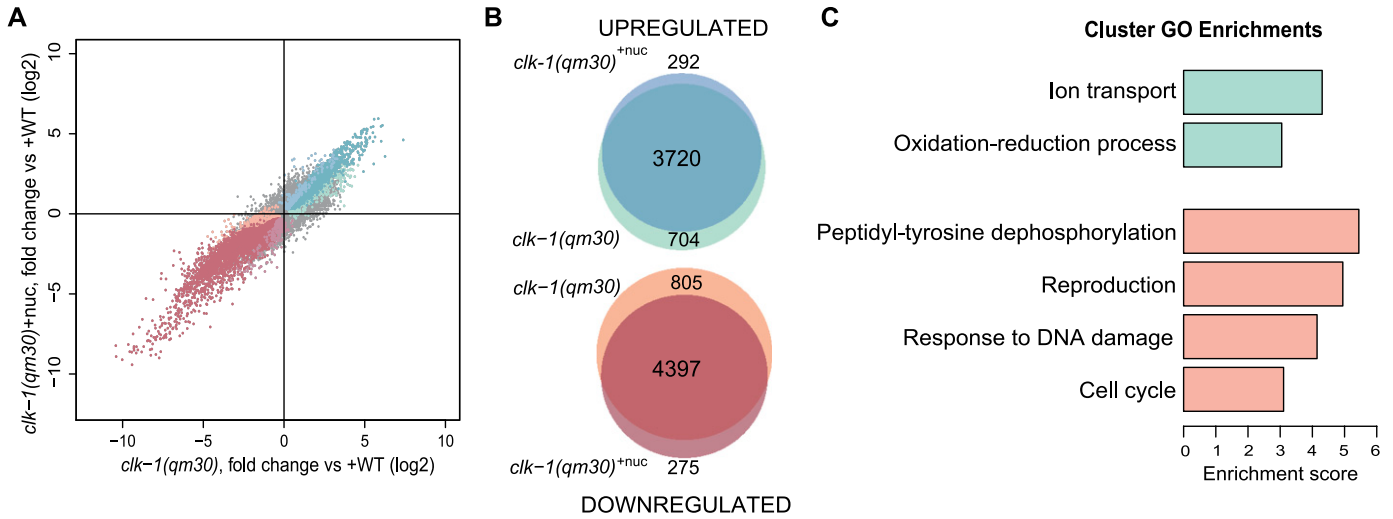 A
clk−1(qm30)+nuc, fold change vs +WT (log2)
10
5
0
−5
−10
−10 −5 0 5 10
clk−1(qm30), fold change vs +WT (log2)
B
UPREGULATED
clk-1(qm30)+nuc 292
3720
clk−1(qm30) 704
clk−1(qm30) 805
4397
clk−1(qm30)+nuc 275
DOWNREGULATED
C
Cluster GO Enrichments
Ion transport
Oxidation-reduction process
Peptidyl-tyrosine dephosphorylation
Reproduction
Response to DNA damage
Cell cycle
0 1 2 3 4 5 6
Enrichment score